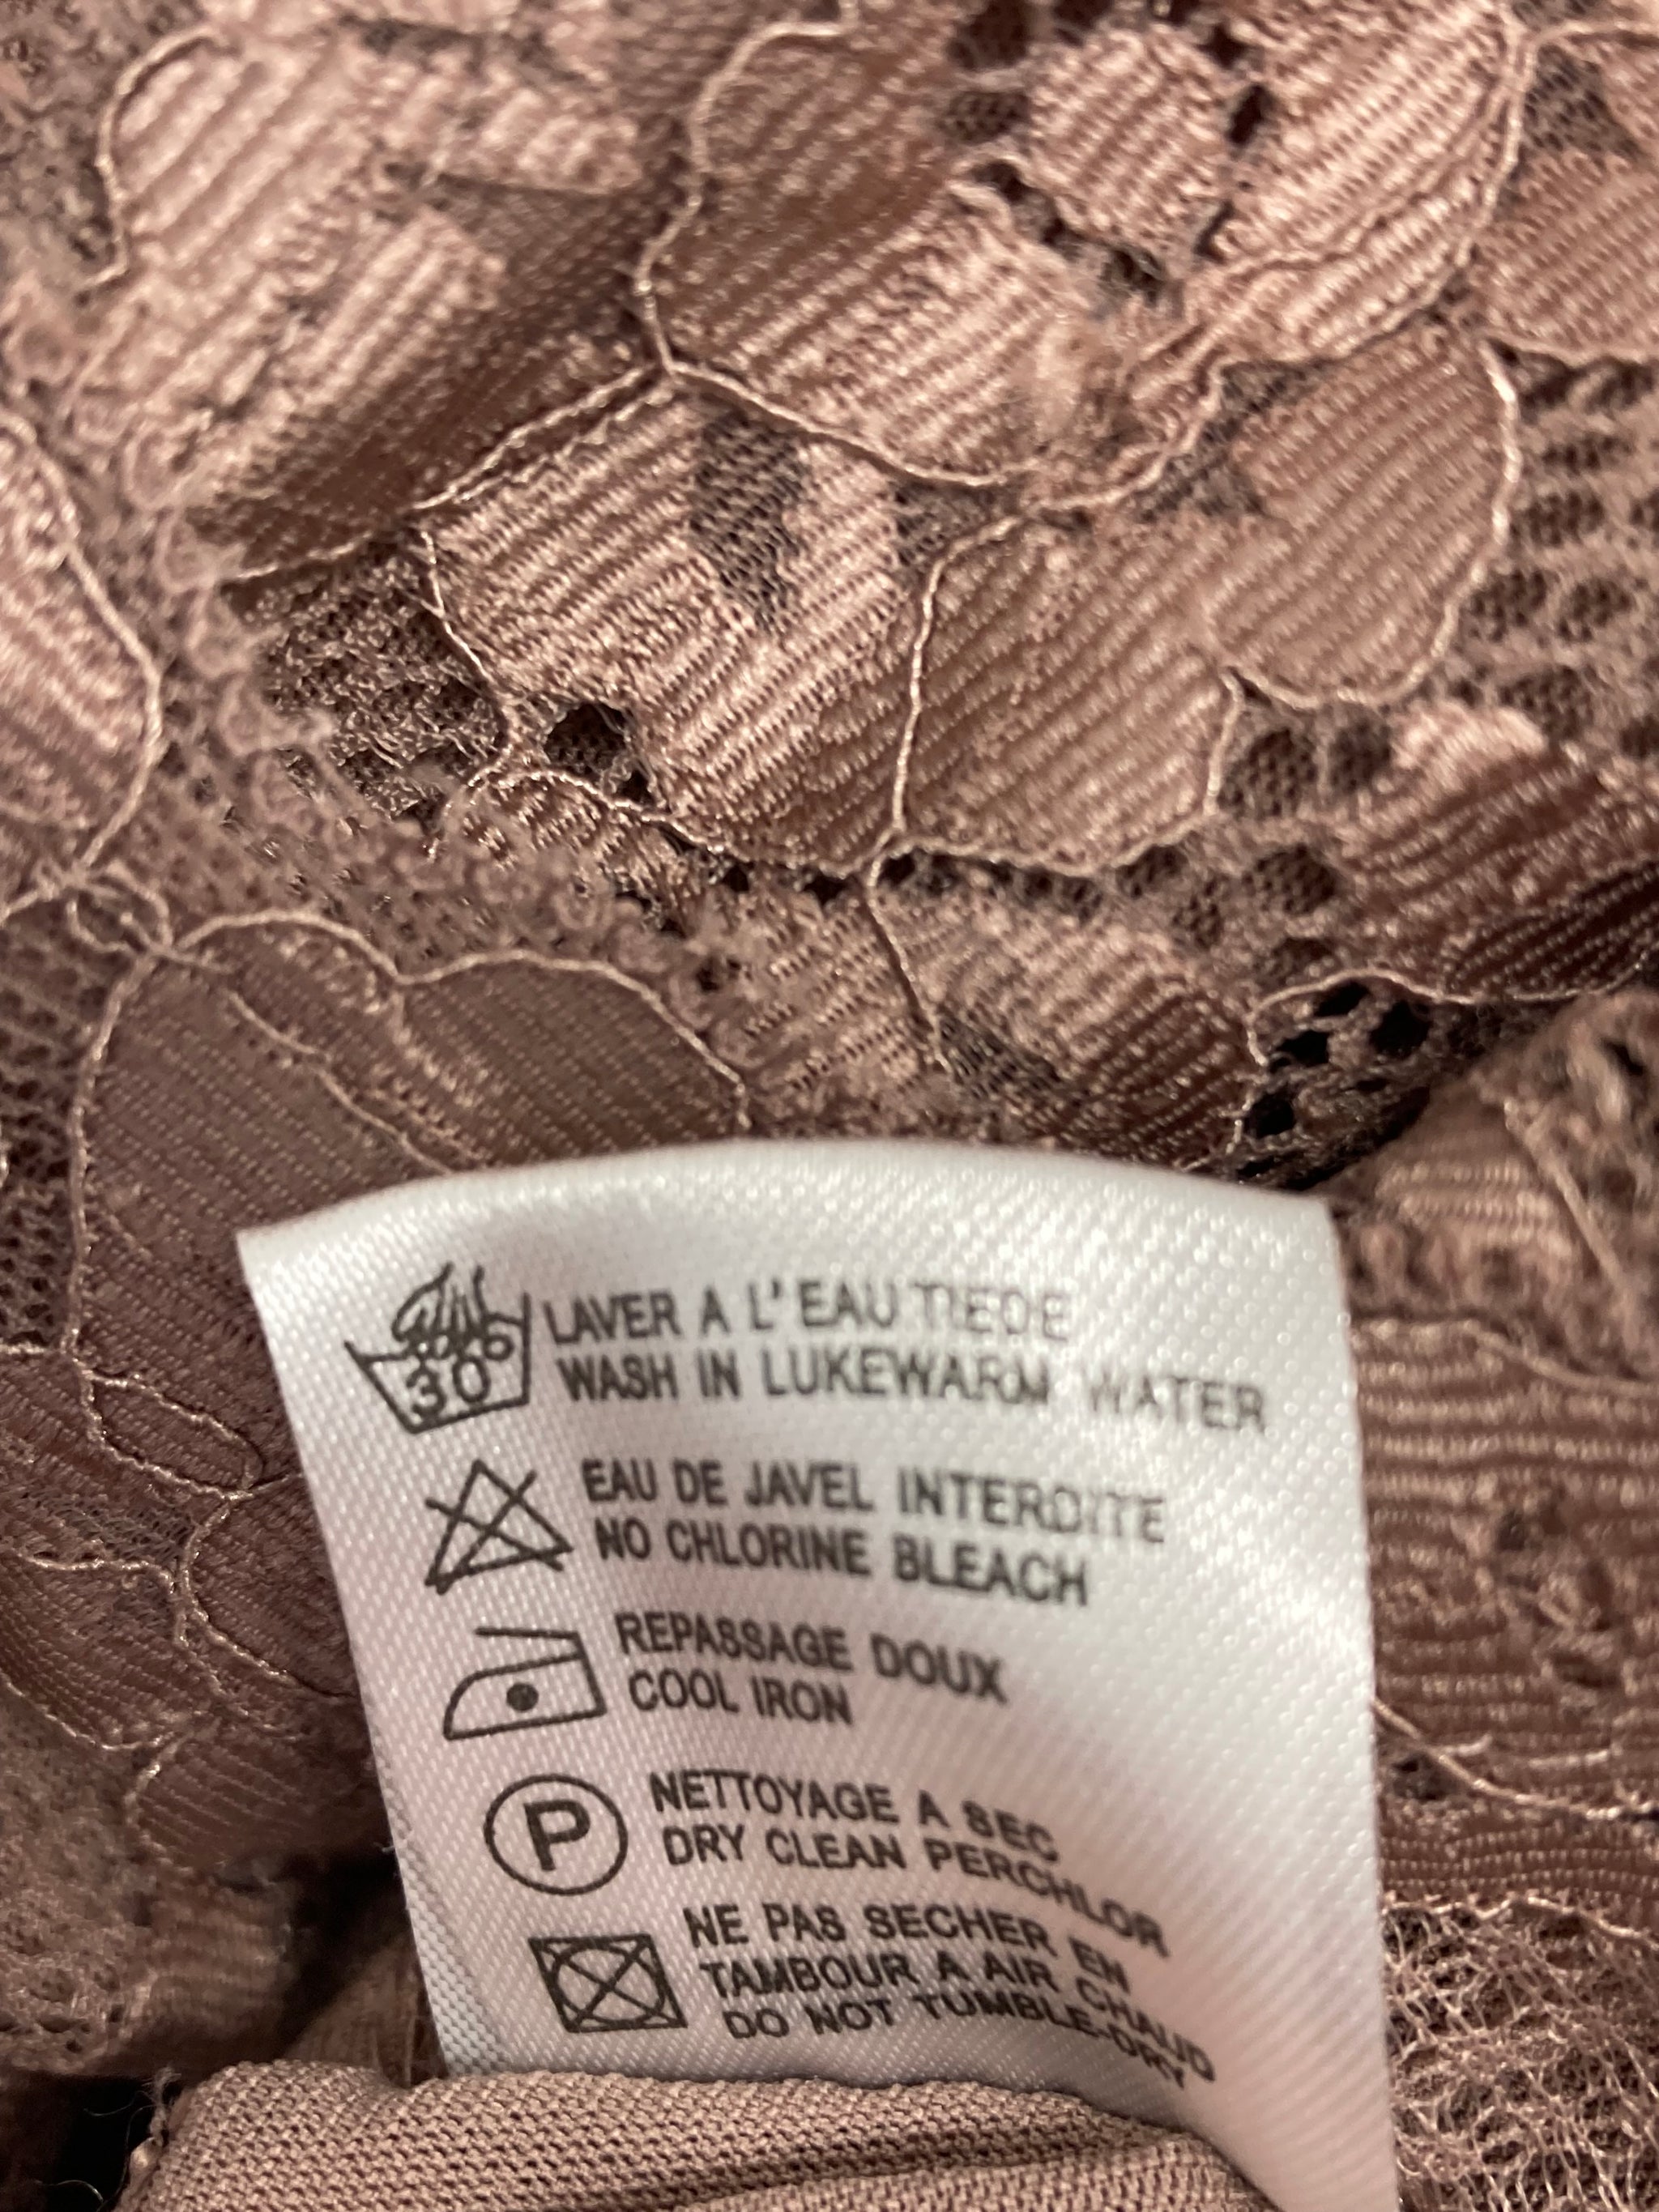 LAVER A L'EAU TIEDE
30°
WASH IN LUKEWARM WATER
EAU DE JAVEL INTERDITE
NO CHLORINE BLEACH
REPASSAGE DOUX
COOL IRON
NETTOYAGE A SEC
P
DRY CLEAN PERCHLOR
NE PAS SECHER EN
TAMBOUR A AIR CHAUD
DO NOT TUMBLE-DRY